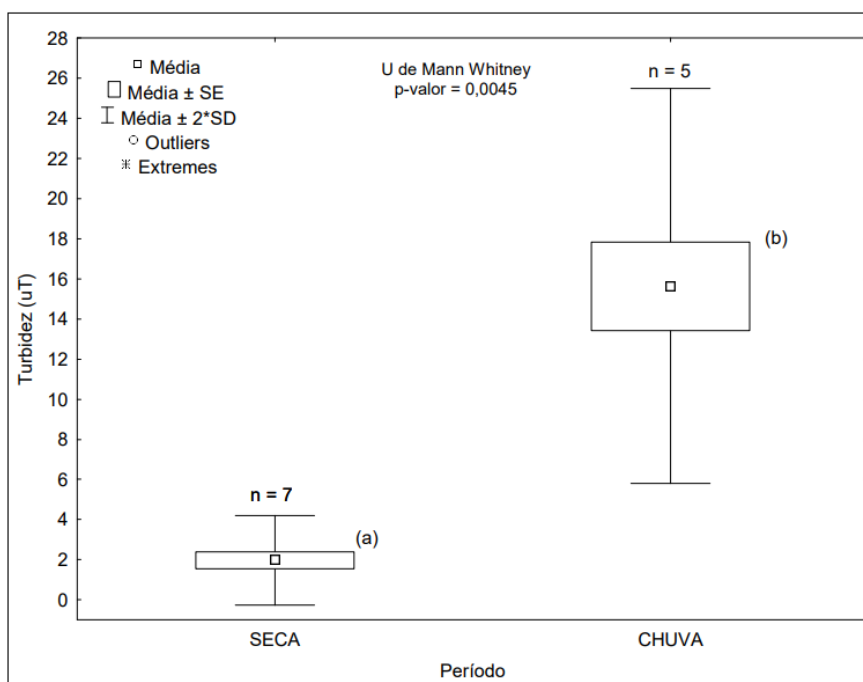 28
26
24
22
20
18
16
14
12
10
8
6
4
2
0
Turbidez (uT)
Média
Média ± SE
Média ± 2*SD
Outliers
Extremes
U de Mann Whitney
p-valor = 0,0045
n = 5
(b)
n = 7
(a)
SECA
CHUVA
Período